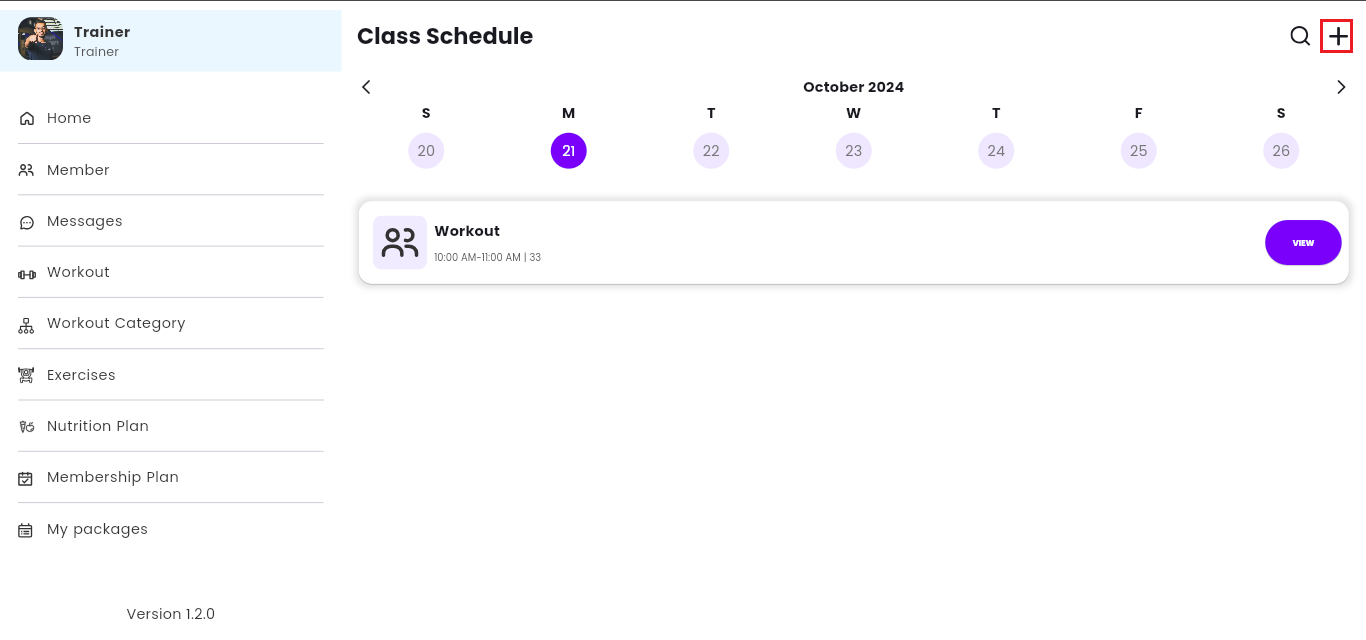 Trainer
Trainer
Home
Member
Messages
Workout
Workout Category
Exercises
Nutrition Plan
Membership Plan
My packages
Version 1.2.0
Class Schedule
October 2024
S M T W T F S
20 21 22 23 24 25 26
Workout
10:00 AM-11:00 AM | 33
VIEW